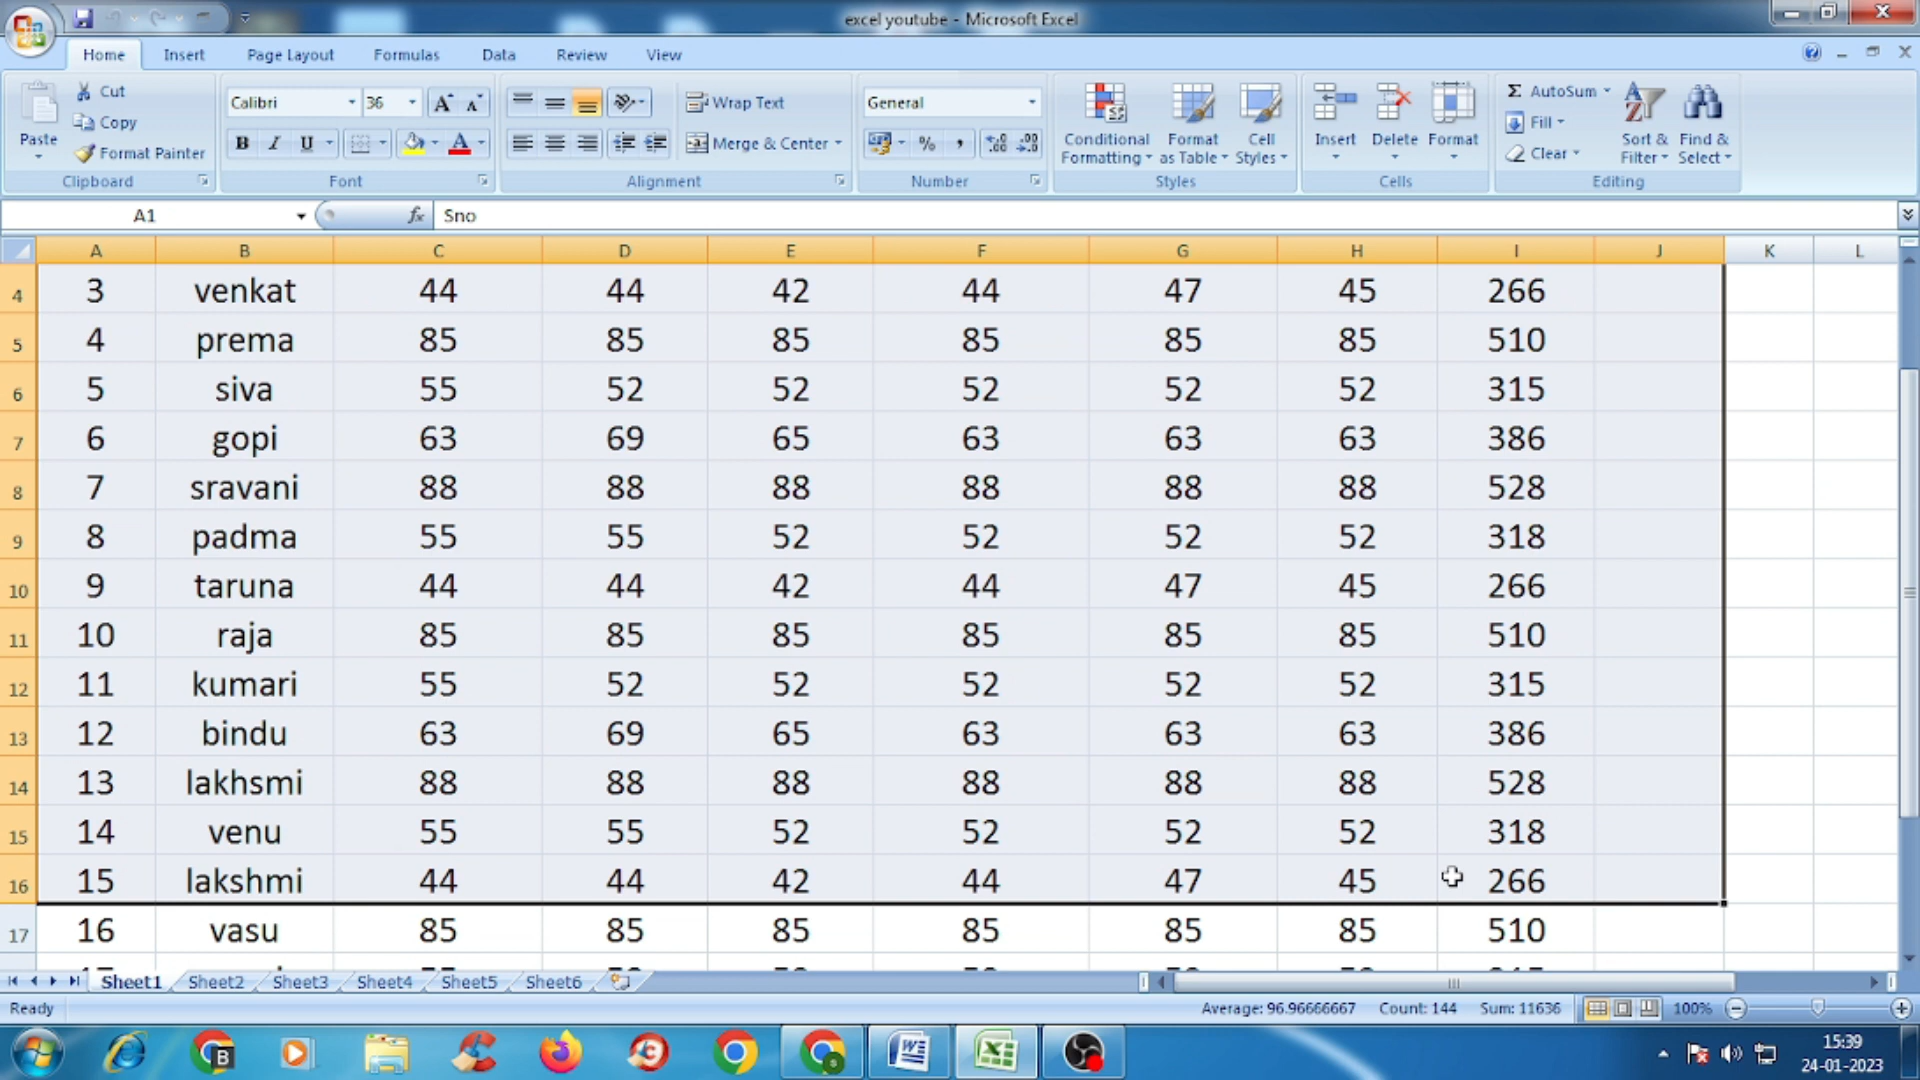 excel youtube - Microsoft Excel
Home Insert Page Layout Formulas Data Review View
Paste
Cut
Copy
Format Painter
Clipboard
Calibri 36
B I U
Font
Wrap Text
Merge & Center
Alignment
General
% ,
Number
Conditional Formatting
Format as Table
Cell Styles
Styles
Insert Delete Format
Cells
Σ AutoSum
Fill
Clear
Sort & Filter
Find & Select
Editing
A1 fx Sno
A B C D E F G H I J K L
4 3 venkat 44 44 42 44 47 45 266
5 4 prema 85 85 85 85 85 85 510
6 5 siva 55 52 52 52 52 52 315
7 6 gopi 63 69 65 63 63 63 386
8 7 sravani 88 88 88 88 88 88 528
9 8 padma 55 55 52 52 52 52 318
10 9 taruna 44 44 42 44 47 45 266
11 10 raja 85 85 85 85 85 85 510
12 11 kumari 55 52 52 52 52 52 315
13 12 bindu 63 69 65 63 63 63 386
14 13 lakhsmi 88 88 88 88 88 88 528
15 14 venu 55 55 52 52 52 52 318
16 15 lakshmi 44 44 42 44 47 45 266
17 16 vasu 85 85 85 85 85 85 510
Sheet1 Sheet2 Sheet3 Sheet4 Sheet5 Sheet6
Ready Average: 96.96666667 Count: 144 Sum: 11636 100%
15:39
24-01-2023